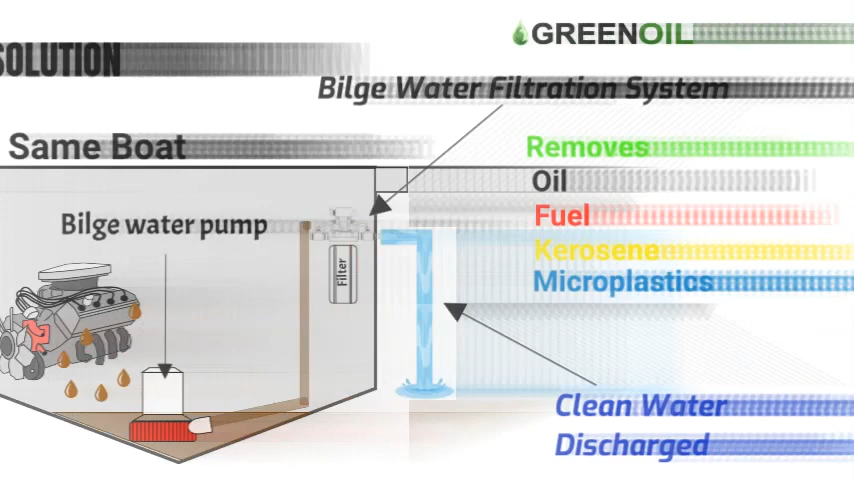 GREENOIL
SOLUTION
Bilge Water Filtration System
Same Boat
Removes
Oil
Fuel
Kerosene
Microplastics
Bilge water pump
Filter
Clean Water
Discharged